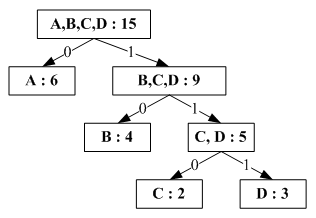 A,B,C,D : 15
0 1
A : 6 B,C,D : 9
0 1
B : 4 C, D : 5
0 1
C : 2 D : 3